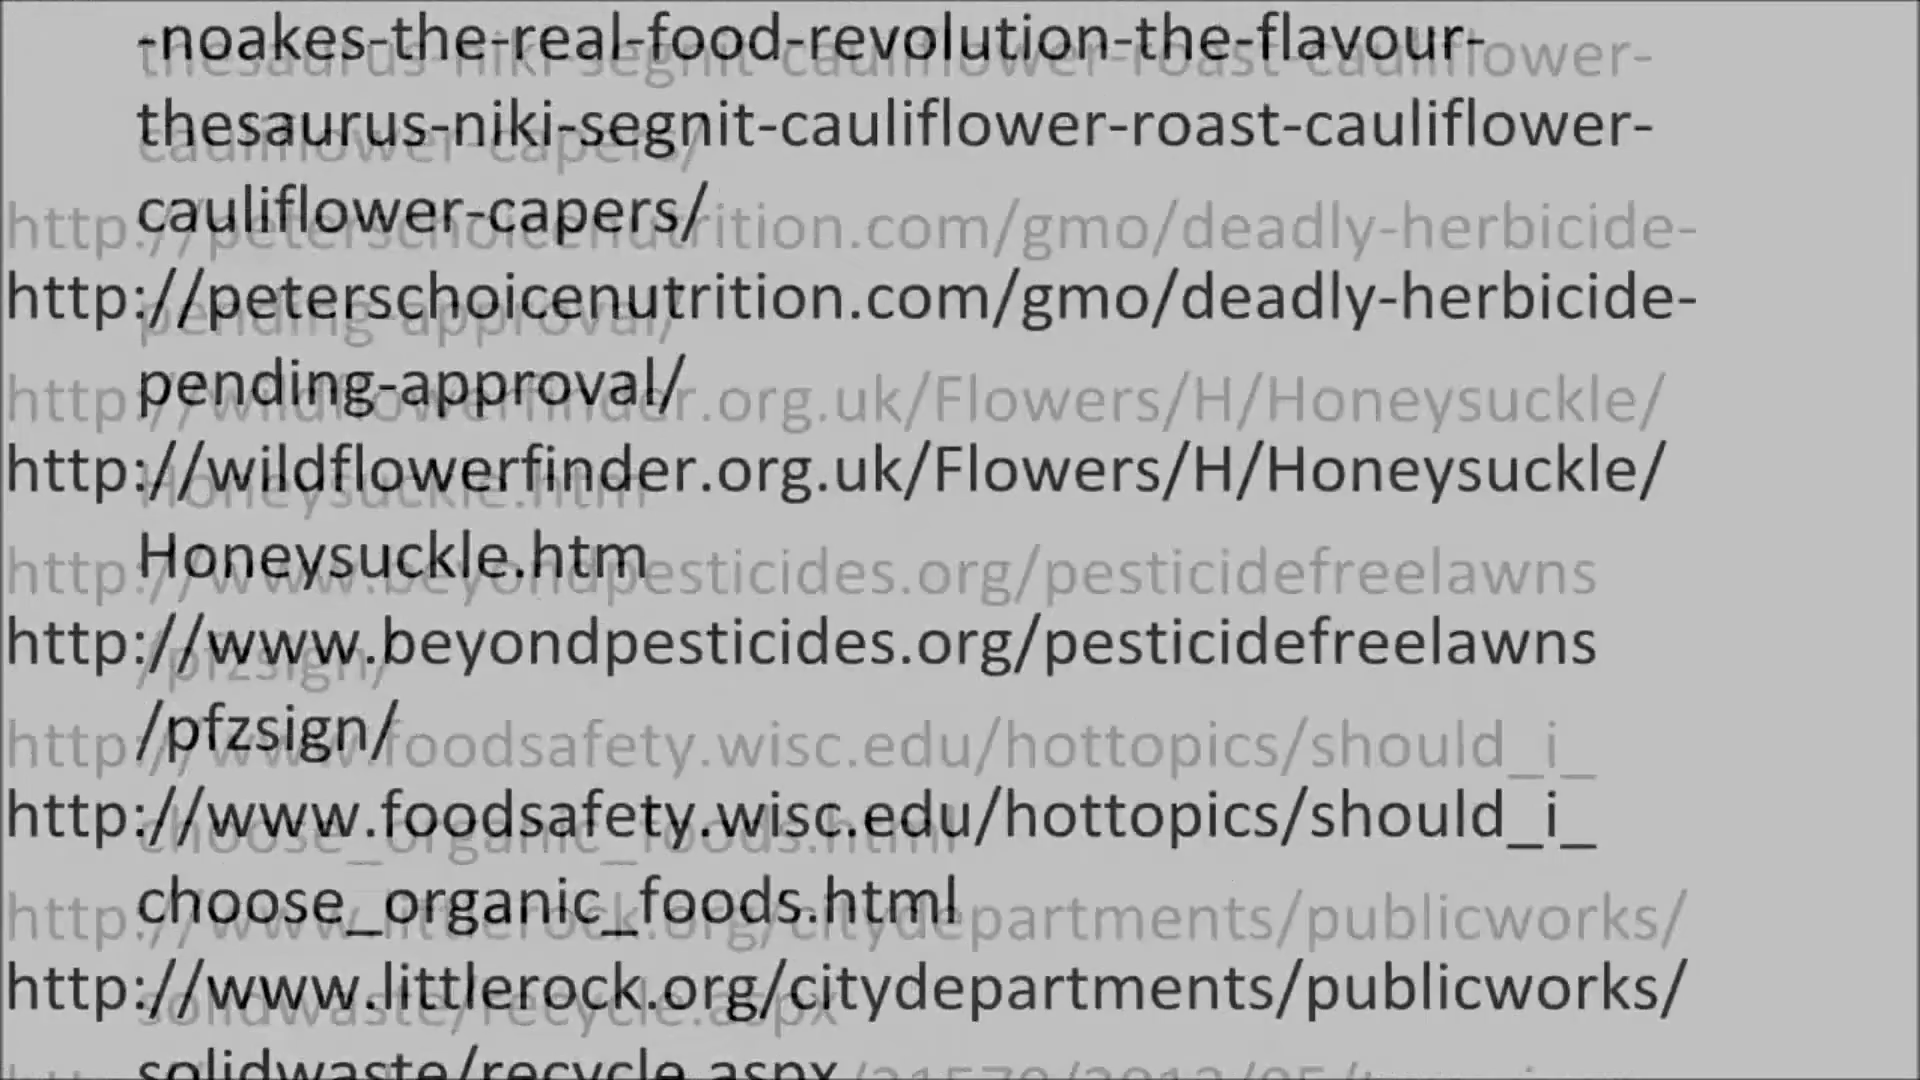 -noakes-the-real-food-revolution-the-flavour-
thesaurus-niki-segnit-cauliflower-roast-cauliflower-
cauliflower-capers/
http://peterschoicenutrition.com/gmo/deadly-herbicide-
pending-approval/
http://wildflowerfinder.org.uk/Flowers/H/Honeysuckle/
Honeysuckle.htm
http://www.beyondpesticides.org/pesticidefreelawns
/pfzsign/
http://www.foodsafety.wisc.edu/hottopics/should_i_
choose_organic_foods.html
http://www.littlerock.org/citydepartments/publicworks/
solidwaste/recycle.aspx